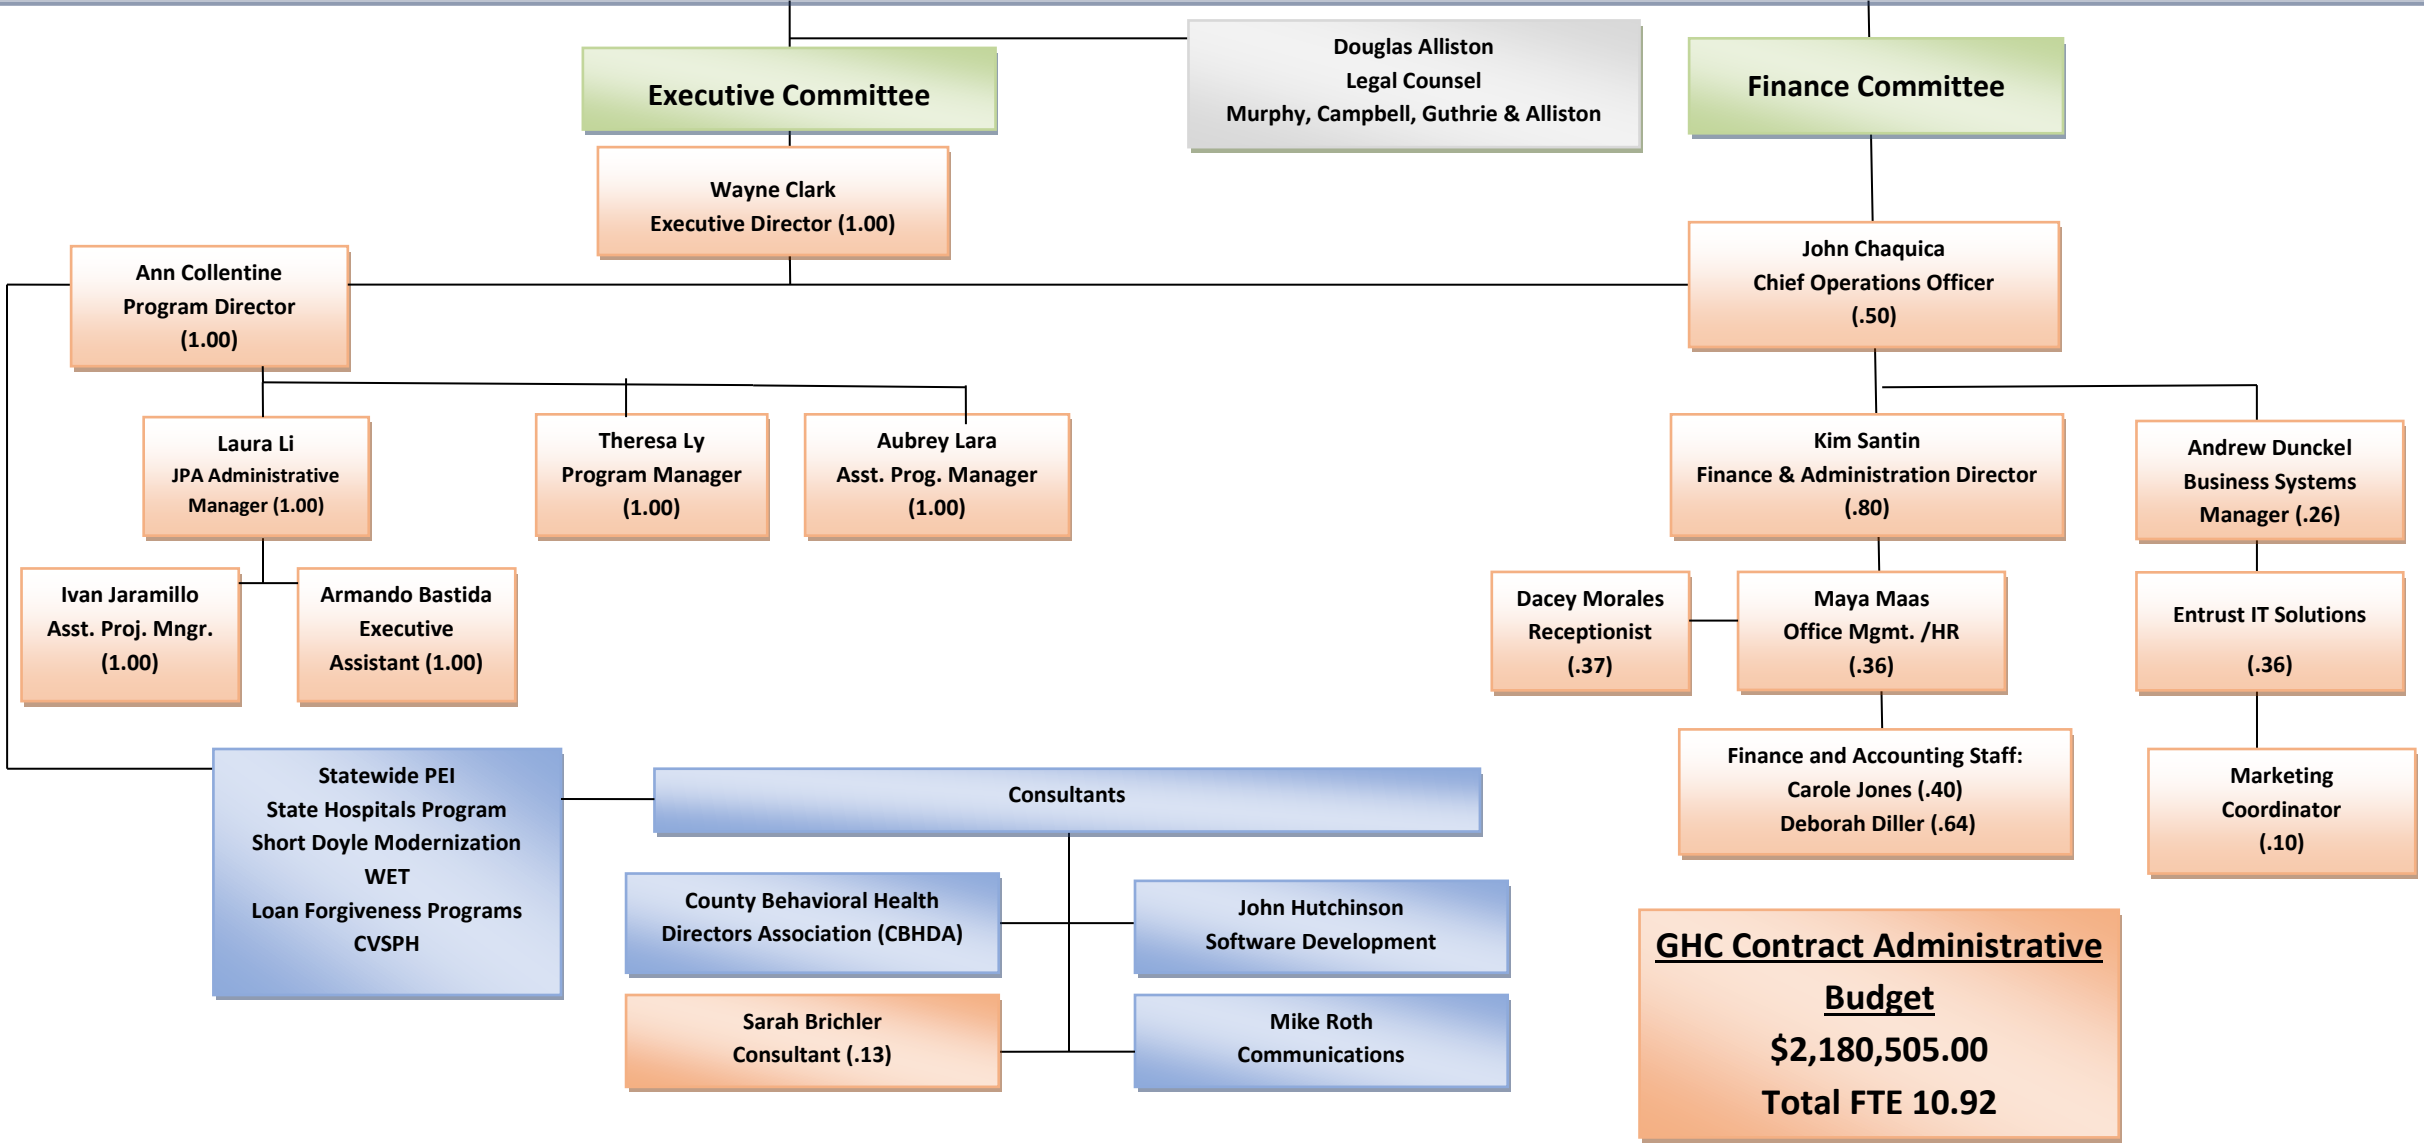 Douglas Alliston
Legal Counsel
Murphy, Campbell, Guthrie & Alliston
Executive Committee
Finance Committee
Wayne Clark
Executive Director (1.00)
Ann Collentine
Program Director
(1.00)
John Chaquica
Chief Operations Officer
(.50)
Laura Li
JPA Administrative
Manager (1.00)
Theresa Ly
Program Manager
(1.00)
Aubrey Lara
Asst. Prog. Manager
(1.00)
Kim Santin
Finance & Administration Director
(.80)
Andrew Dunckel
Business Systems
Manager (.26)
Ivan Jaramillo
Asst. Proj. Mngr.
(1.00)
Armando Bastida
Executive
Assistant (1.00)
Dacey Morales
Receptionist
(.37)
Maya Maas
Office Mgmt. /HR
(.36)
Entrust IT Solutions
(.36)
Finance and Accounting Staff:
Carole Jones (.40)
Deborah Diller (.64)
Marketing
Coordinator
(.10)
Statewide PEI
State Hospitals Program
Short Doyle Modernization
WET
Loan Forgiveness Programs
CVSPH
Consultants
County Behavioral Health
Directors Association (CBHDA)
John Hutchinson
Software Development
Sarah Brichler
Consultant (.13)
Mike Roth
Communications
GHC Contract Administrative
Budget
$2,180,505.00
Total FTE 10.92